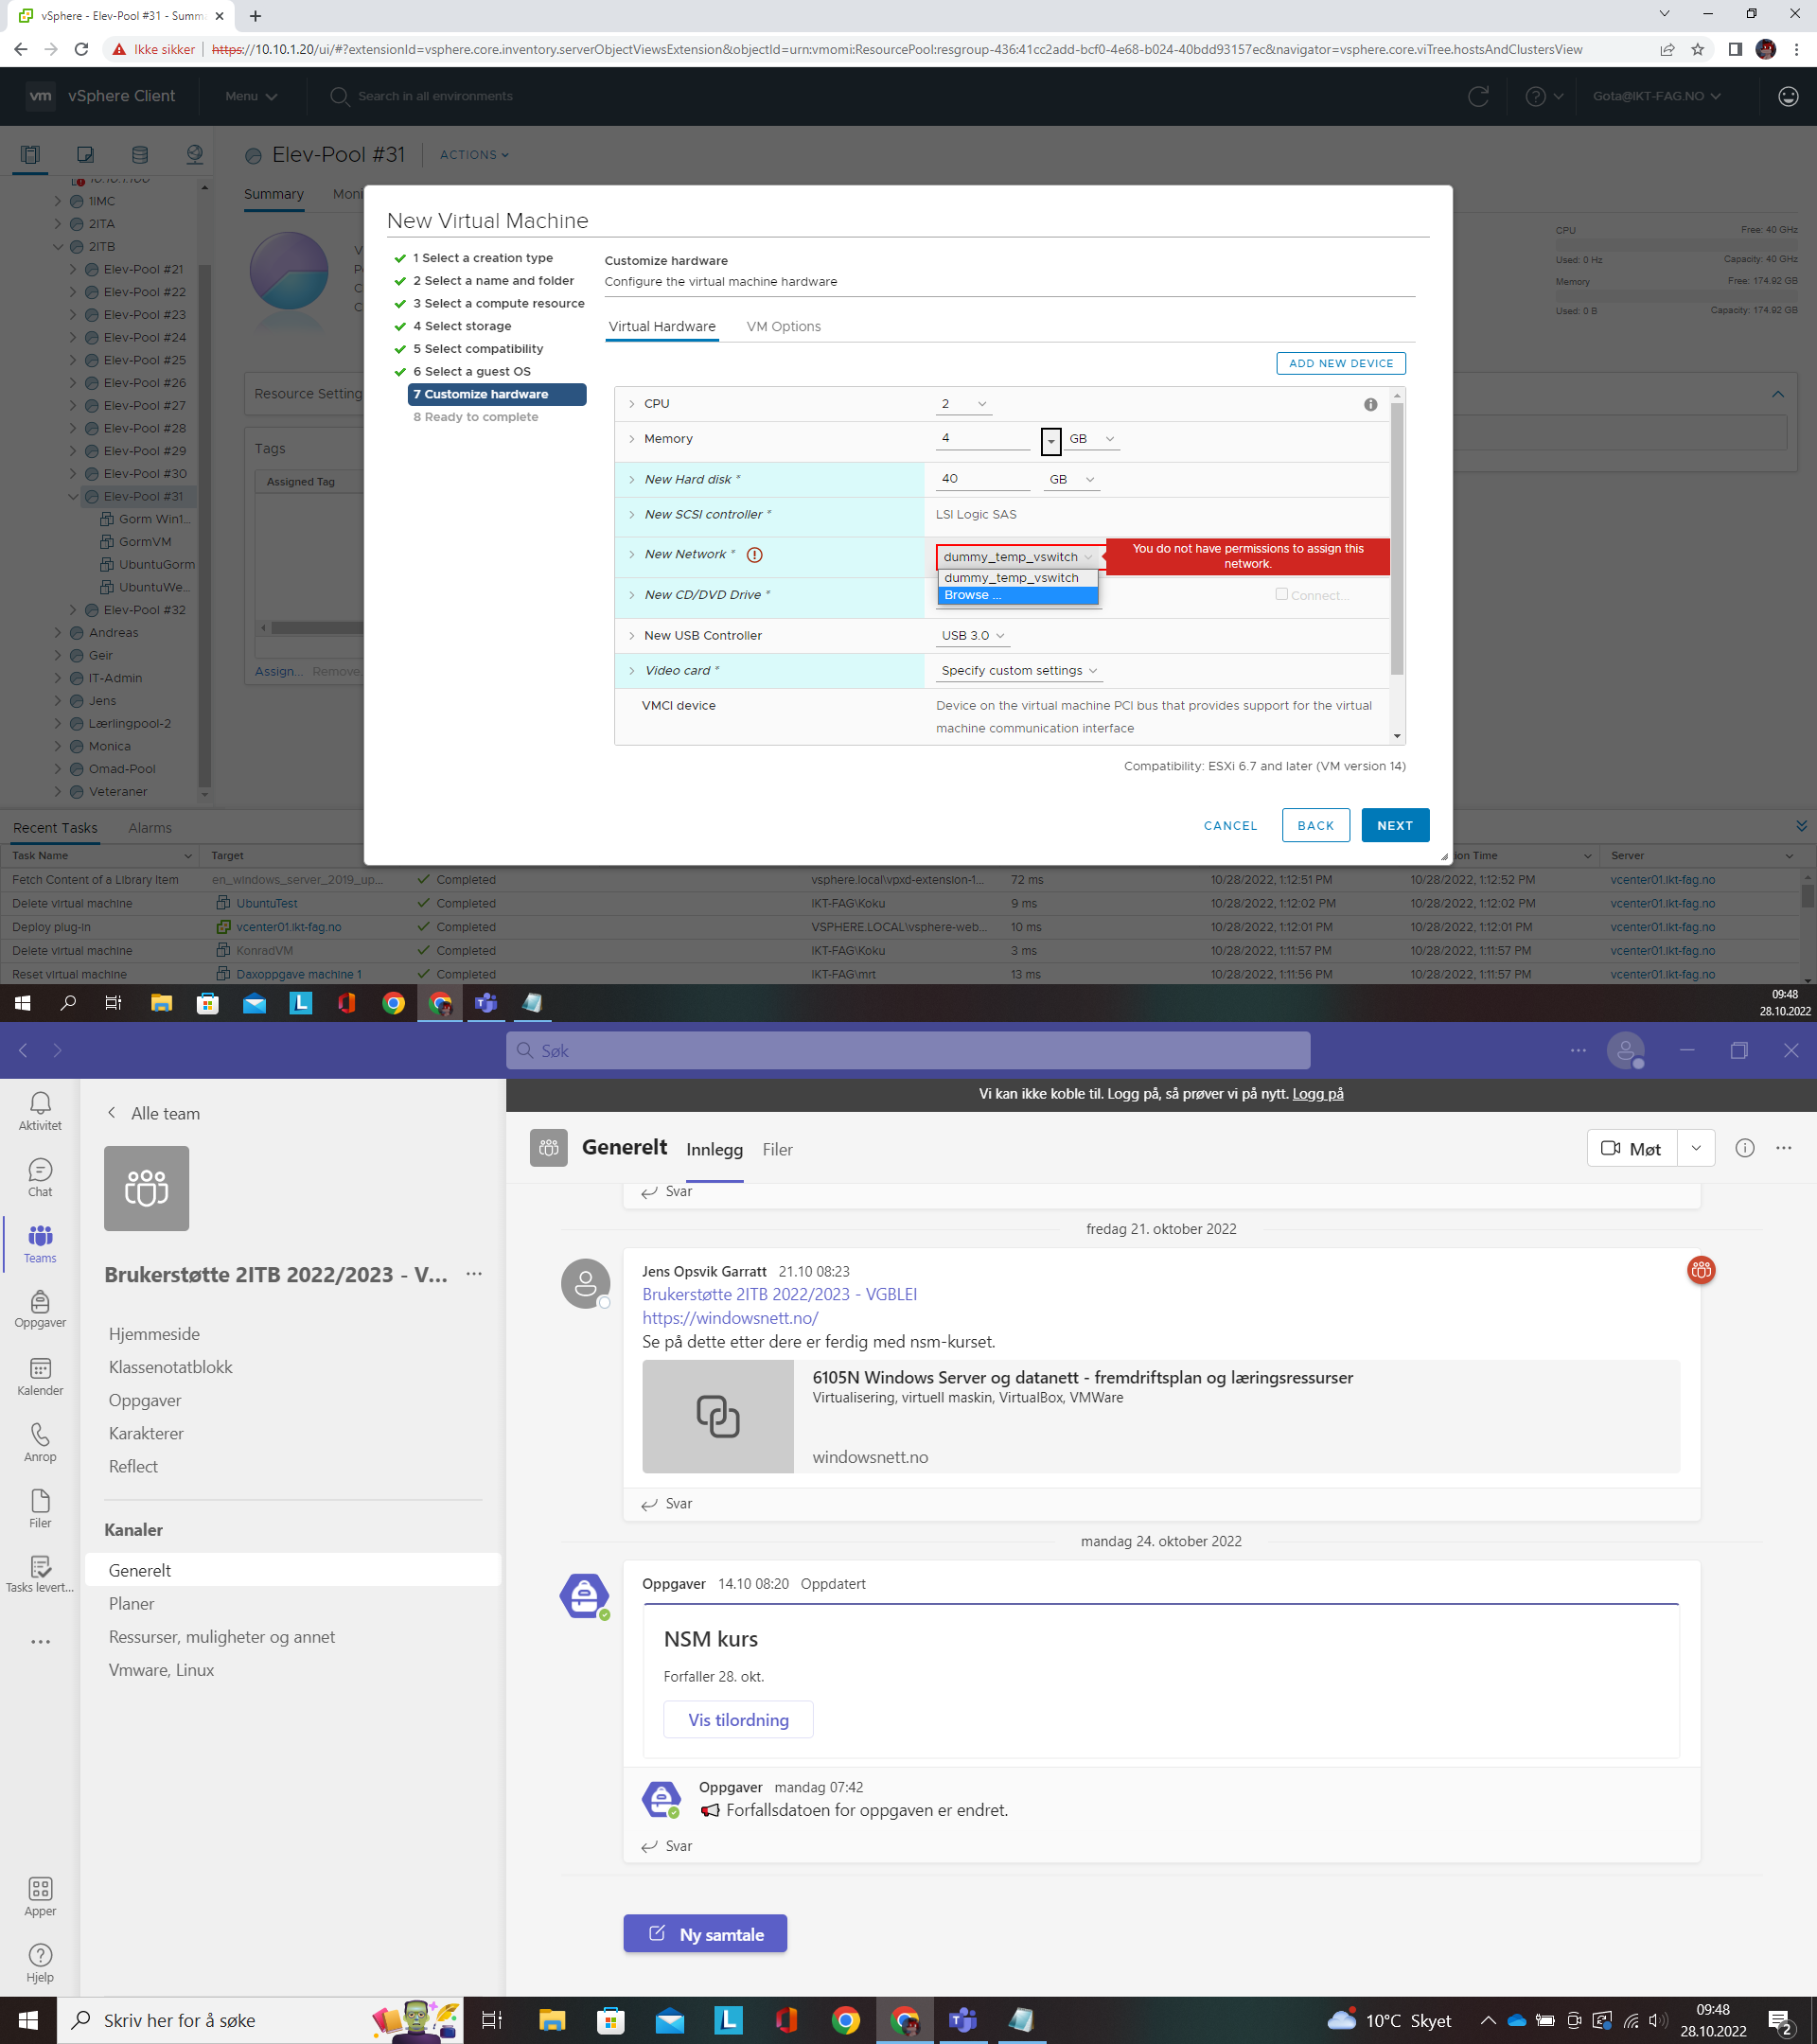 vSphere - Elev-Pool #31 - Summ
Ikke sikker
https://10.10.1.20/ui/#?extensionId=vsphere.core.inventory.serverObjectViewsExtension&objectId=urn:vmomi:ResourcePool:resgroup-436:41cc2add-bcf0-4e68-b024-40bdd93157ec&navigator=vsphere.core.viTree.hostsAndClustersView
vm vSphere Client
Menu
Search in all environments
Gota@IKT-FAG.NO
Elev-Pool #31
ACTIONS
Summary
Moni
10.10.1.100
1IMC
2ITA
2ITB
Elev-Pool #21
Elev-Pool #22
Elev-Pool #23
Elev-Pool #24
Elev-Pool #25
Elev-Pool #26
Elev-Pool #27
Elev-Pool #28
Elev-Pool #29
Elev-Pool #30
Elev-Pool #31
Gorm Win1...
GormVM
UbuntuGorm
UbuntuWe...
Elev-Pool #32
Andreas
Geir
IT-Admin
Jens
Lærlingpool-2
Monica
Omad-Pool
Veteraner
Resource Setting
Tags
Assigned Tag
Assign...
Remove.
CPU
Free: 40 GHz
Used: 0 Hz
Capacity: 40 GHz
Memory
Free: 174.92 GB
Used: 0 B
Capacity: 174.92 GB
New Virtual Machine
1 Select a creation type
2 Select a name and folder
3 Select a compute resource
4 Select storage
5 Select compatibility
6 Select a guest OS
7 Customize hardware
8 Ready to complete
Customize hardware
Configure the virtual machine hardware
Virtual Hardware
VM Options
ADD NEW DEVICE
CPU
2
Memory
4
GB
New Hard disk *
40
GB
New SCSI controller *
LSI Logic SAS
New Network *
dummy_temp_vswitch
You do not have permissions to assign this
network.
dummy_temp_vswitch
Browse ...
New CD/DVD Drive *
Connect...
New USB Controller
USB 3.0
Video card *
Specify custom settings
VMCI device
Device on the virtual machine PCI bus that provides support for the virtual
machine communication interface
Compatibility: ESXi 6.7 and later (VM version 14)
CANCEL
BACK
NEXT
Recent Tasks
Alarms
Task Name
Target
on Time
Server
Fetch Content of a Library Item en_windows_server_2019_up... Completed vsphere.local\vpxd-extension-1... 72 ms 10/28/2022, 1:12:51 PM 10/28/2022, 1:12:52 PM vcenter01.ikt-fag.no
Delete virtual machine UbuntuTest Completed IKT-FAG\Koku 9 ms 10/28/2022, 1:12:02 PM 10/28/2022, 1:12:02 PM vcenter01.ikt-fag.no
Deploy plug-in vcenter01.ikt-fag.no Completed VSPHERE.LOCAL\vsphere-web... 10 ms 10/28/2022, 1:12:01 PM 10/28/2022, 1:12:01 PM vcenter01.ikt-fag.no
Delete virtual machine KonradVM Completed IKT-FAG\Koku 3 ms 10/28/2022, 1:11:57 PM 10/28/2022, 1:11:57 PM vcenter01.ikt-fag.no
Reset virtual machine Daxoppgave machine 1 Completed IKT-FAG\mrt 13 ms 10/28/2022, 1:11:56 PM 10/28/2022, 1:11:57 PM vcenter01.ikt-fag.no
L
09:48
28.10.2022
Søk
Aktivitet
Chat
Teams
Oppgaver
Kalender
Anrop
Filer
Tasks levert...
Apper
Hjelp
Alle team
Brukerstøtte 2ITB 2022/2023 - V...
Hjemmeside
Klassenotatblokk
Oppgaver
Karakterer
Reflect
Kanaler
Generelt
Planer
Ressurser, muligheter og annet
Vmware, Linux
Vi kan ikke koble til. Logg på, så prøver vi på nytt. Logg på
Generelt
Innlegg
Filer
Møt
Svar
fredag 21. oktober 2022
Jens Opsvik Garratt 21.10 08:23
Brukerstøtte 2ITB 2022/2023 - VGBLEI
https://windowsnett.no/
Se på dette etter dere er ferdig med nsm-kurset.
6105N Windows Server og datanett - fremdriftsplan og læringsressurser
Virtualisering, virtuell maskin, VirtualBox, VMWare
windowsnett.no
Svar
mandag 24. oktober 2022
Oppgaver 14.10 08:20 Oppdatert
NSM kurs
Forfaller 28. okt.
Vis tilordning
Oppgaver mandag 07:42
Forfallsdatoen for oppgaven er endret.
Svar
Ny samtale
Skriv her for å søke
L
10°C Skyet
09:48
28.10.2022
2